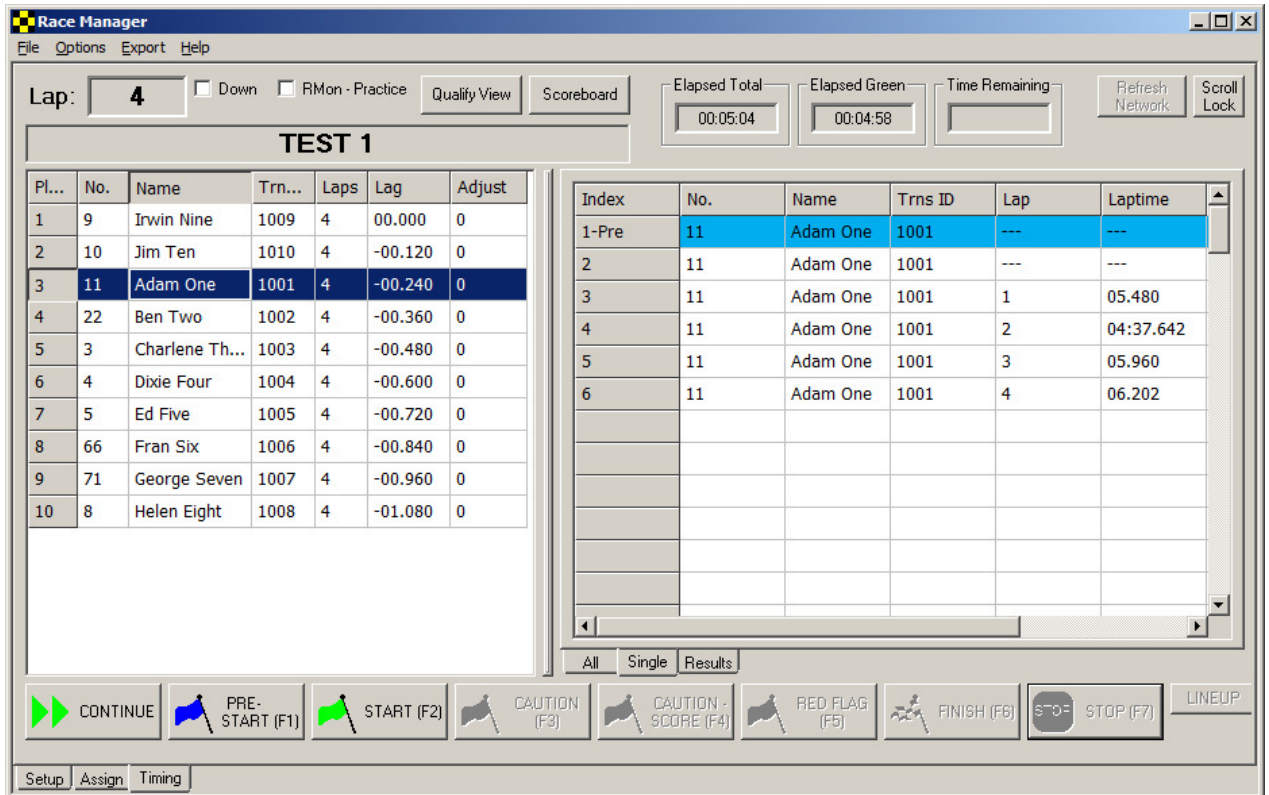 Race Manager
File Options Export Help
Lap: 4 Down RMon - Practice Qualify View Scoreboard Elapsed Total 00:05:04 Elapsed Green 00:04:58 Time Remaining Refresh Network Scroll Lock
TEST 1
Pl... No. Name Trn... Laps Lag Adjust
1 9 Irwin Nine 1009 4 00.000 0
2 10 Jim Ten 1010 4 -00.120 0
3 11 Adam One 1001 4 -00.240 0
4 22 Ben Two 1002 4 -00.360 0
5 3 Charlene Th... 1003 4 -00.480 0
6 4 Dixie Four 1004 4 -00.600 0
7 5 Ed Five 1005 4 -00.720 0
8 66 Fran Six 1006 4 -00.840 0
9 71 George Seven 1007 4 -00.960 0
10 8 Helen Eight 1008 4 -01.080 0
Index No. Name Trns ID Lap Laptime
1-Pre 11 Adam One 1001 --- ---
2 11 Adam One 1001 --- ---
3 11 Adam One 1001 1 05.480
4 11 Adam One 1001 2 04:37.642
5 11 Adam One 1001 3 05.960
6 11 Adam One 1001 4 06.202
All Single Results
CONTINUE PRE-START (F1) START (F2) CAUTION (F3) CAUTION - SCORE (F4) RED FLAG (F5) FINISH (F6) STOP STOP (F7) LINEUP
Setup Assign Timing